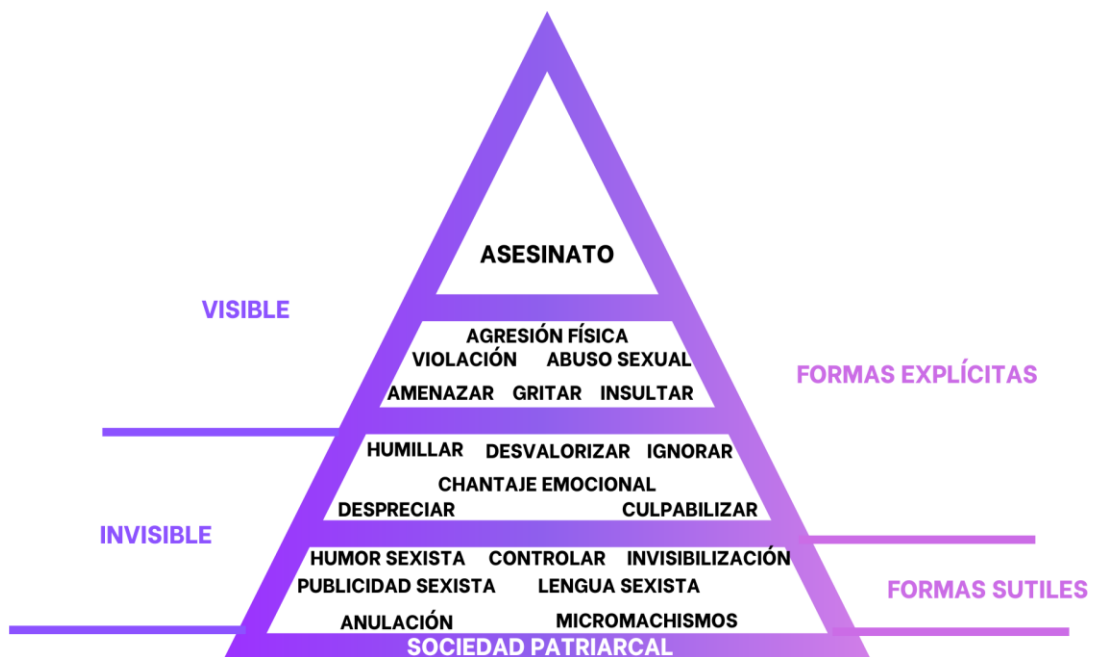 ASESINATO
VISIBLE
AGRESIÓN FÍSICA
VIOLACIÓN ABUSO SEXUAL
FORMAS EXPLÍCITAS
AMENAZAR GRITAR INSULTAR
HUMILLAR DESVALORIZAR IGNORAR
CHANTAJE EMOCIONAL
DESPRECIAR CULPABILIZAR
INVISIBLE
HUMOR SEXISTA CONTROLAR INVISIBILIZACIÓN
PUBLICIDAD SEXISTA LENGUA SEXISTA
FORMAS SUTILES
ANULACIÓN MICROMACHISMOS
SOCIEDAD PATRIARCAL